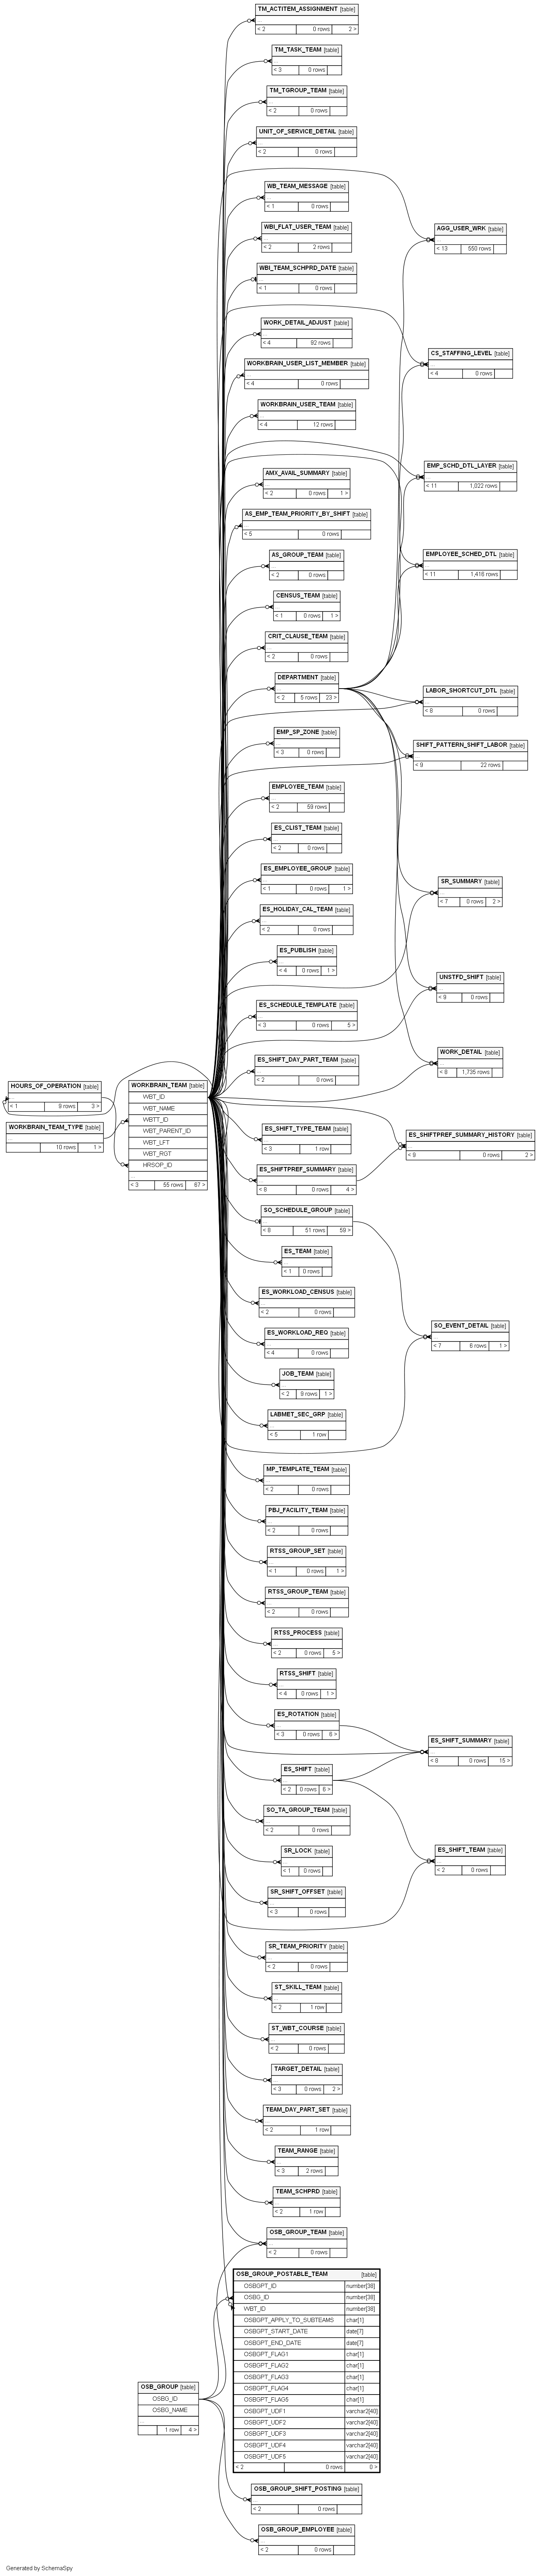 TM_ACTITEM_ASSIGNMENT [table]
...
< 2 0 rows 2 >
TM_TASK_TEAM [table]
...
< 3 0 rows
TM_TGROUP_TEAM [table]
...
< 2 0 rows
UNIT_OF_SERVICE_DETAIL [table]
...
< 2 0 rows
WB_TEAM_MESSAGE [table]
...
< 1 0 rows
WBI_FLAT_USER_TEAM [table]
...
< 2 2 rows
WBI_TEAM_SCHPRD_DATE [table]
...
< 1 0 rows
WORK_DETAIL_ADJUST [table]
...
< 4 92 rows
WORKBRAIN_USER_LIST_MEMBER [table]
...
< 4 0 rows
WORKBRAIN_USER_TEAM [table]
...
< 4 12 rows
AMX_AVAIL_SUMMARY [table]
...
< 2 0 rows 1 >
AS_EMP_TEAM_PRIORITY_BY_SHIFT [table]
...
< 5 0 rows
AS_GROUP_TEAM [table]
...
< 2 0 rows
CENSUS_TEAM [table]
...
< 1 0 rows 1 >
CRIT_CLAUSE_TEAM [table]
...
< 2 0 rows
DEPARTMENT [table]
...
< 2 5 rows 23 >
EMP_SP_ZONE [table]
...
< 3 0 rows
EMPLOYEE_TEAM [table]
...
< 2 59 rows
ES_CLIST_TEAM [table]
...
< 2 0 rows
ES_EMPLOYEE_GROUP [table]
...
< 1 0 rows 1 >
ES_HOLIDAY_CAL_TEAM [table]
...
< 2 0 rows
ES_PUBLISH [table]
...
< 4 0 rows 1 >
ES_SCHEDULE_TEMPLATE [table]
...
< 3 0 rows 5 >
ES_SHIFT_DAY_PART_TEAM [table]
...
< 2 0 rows
ES_SHIFT_TYPE_TEAM [table]
...
< 3 1 row
ES_SHIFTPREF_SUMMARY [table]
...
< 8 0 rows 4 >
SO_SCHEDULE_GROUP [table]
...
< 8 51 rows 59 >
ES_TEAM [table]
...
< 1 0 rows
ES_WORKLOAD_CENSUS [table]
...
< 2 0 rows
ES_WORKLOAD_REQ [table]
...
< 4 0 rows
JOB_TEAM [table]
...
< 2 9 rows 1 >
LABMET_SEC_GRP [table]
...
< 5 1 row
MP_TEMPLATE_TEAM [table]
...
< 2 0 rows
PBJ_FACILITY_TEAM [table]
...
< 2 0 rows
RTSS_GROUP_SET [table]
...
< 1 0 rows 1 >
RTSS_GROUP_TEAM [table]
...
< 2 0 rows
RTSS_PROCESS [table]
...
< 2 0 rows 5 >
RTSS_SHIFT [table]
...
< 4 0 rows 1 >
ES_ROTATION [table]
...
< 3 0 rows 6 >
ES_SHIFT [table]
...
< 2 0 rows 8 >
SO_TA_GROUP_TEAM [table]
...
< 2 0 rows
SR_LOCK [table]
...
< 1 0 rows
SR_SHIFT_OFFSET [table]
...
< 3 0 rows
SR_TEAM_PRIORITY [table]
...
< 2 0 rows
ST_SKILL_TEAM [table]
...
< 2 1 row
ST_WBT_COURSE [table]
...
< 2 0 rows
TARGET_DETAIL [table]
...
< 3 0 rows 2 >
TEAM_DAY_PART_SET [table]
...
< 2 1 row
TEAM_RANGE [table]
...
< 3 2 rows
TEAM_SCHPRD [table]
...
< 2 1 row
OSB_GROUP_TEAM [table]
...
< 2 0 rows
OSB_GROUP_POSTABLE_TEAM [table]
OSBGPT_ID number[38]
OSBG_ID number[38]
WBT_ID number[38]
OSBGPT_APPLY_TO_SUBTEAMS char[1]
OSBGPT_START_DATE date[7]
OSBGPT_END_DATE date[7]
OSBGPT_FLAG1 char[1]
OSBGPT_FLAG2 char[1]
OSBGPT_FLAG3 char[1]
OSBGPT_FLAG4 char[1]
OSBGPT_FLAG5 char[1]
OSBGPT_UDF1 varchar2[40]
OSBGPT_UDF2 varchar2[40]
OSBGPT_UDF3 varchar2[40]
OSBGPT_UDF4 varchar2[40]
OSBGPT_UDF5 varchar2[40]
< 2 0 rows 0 >
OSB_GROUP_SHIFT_POSTING [table]
...
< 2 0 rows
OSB_GROUP_EMPLOYEE [table]
...
< 2 0 rows
AGG_USER_WRK [table]
...
< 13 550 rows
CS_STAFFING_LEVEL [table]
...
< 4 0 rows
EMP_SCHD_DTL_LAYER [table]
...
< 11 1,022 rows
EMPLOYEE_SCHED_DTL [table]
...
< 11 1,416 rows
LABOR_SHORTCUT_DTL [table]
...
< 8 0 rows
SHIFT_PATTERN_SHIFT_LABOR [table]
...
< 9 22 rows
SR_SUMMARY [table]
...
< 7 0 rows 2 >
UNSTFD_SHIFT [table]
...
< 9 0 rows
WORK_DETAIL [table]
...
< 8 1,735 rows
ES_SHIFTPREF_SUMMARY_HISTORY [table]
...
< 9 0 rows 2 >
SO_EVENT_DETAIL [table]
...
< 7 6 rows 1 >
ES_SHIFT_SUMMARY [table]
...
< 8 0 rows 15 >
ES_SHIFT_TEAM [table]
...
< 2 0 rows
HOURS_OF_OPERATION [table]
...
< 1 9 rows 3 >
WORKBRAIN_TEAM_TYPE [table]
...
10 rows 1 >
WORKBRAIN_TEAM [table]
WBT_ID
WBT_NAME
WBTT_ID
WBT_PARENT_ID
WBT_LFT
WBT_RGT
HRSOP_ID
...
< 3 55 rows 67 >
OSB_GROUP [table]
OSBG_ID
OSBG_NAME
...
1 row 4 >
Generated by SchemaSpy